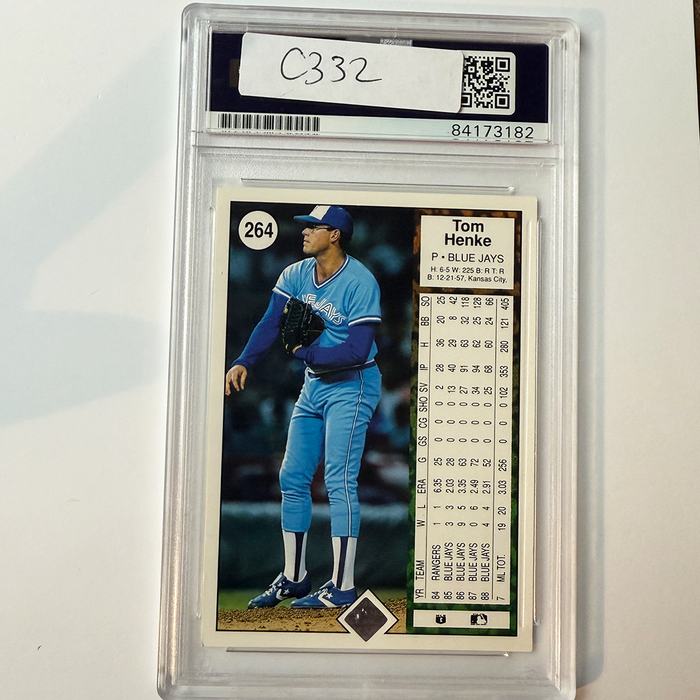 C332
84173182
264
Tom
Henke
P • BLUE JAYS
H: 6-5 W: 225 B: R T: R
B: 12-21-57, Kansas City,
BLUE JAYS
YR TEAM W L ERA G GS CG SHO SV IP H BB SO
84 RANGERS 1 1 6.35 25 0 0 0 2 28 36 20 25
85 BLUE JAYS 3 3 2.03 28 0 0 0 13 40 29 8 42
86 BLUE JAYS 9 5 3.35 63 0 0 0 27 91 63 32 118
87 BLUE JAYS 0 6 2.49 72 0 0 0 34 94 62 25 128
88 BLUE JAYS 4 4 2.91 52 0 0 0 25 68 60 24 66
7 ML TOT. 19 20 3.03 256 0 0 0 102 353 280 121 405